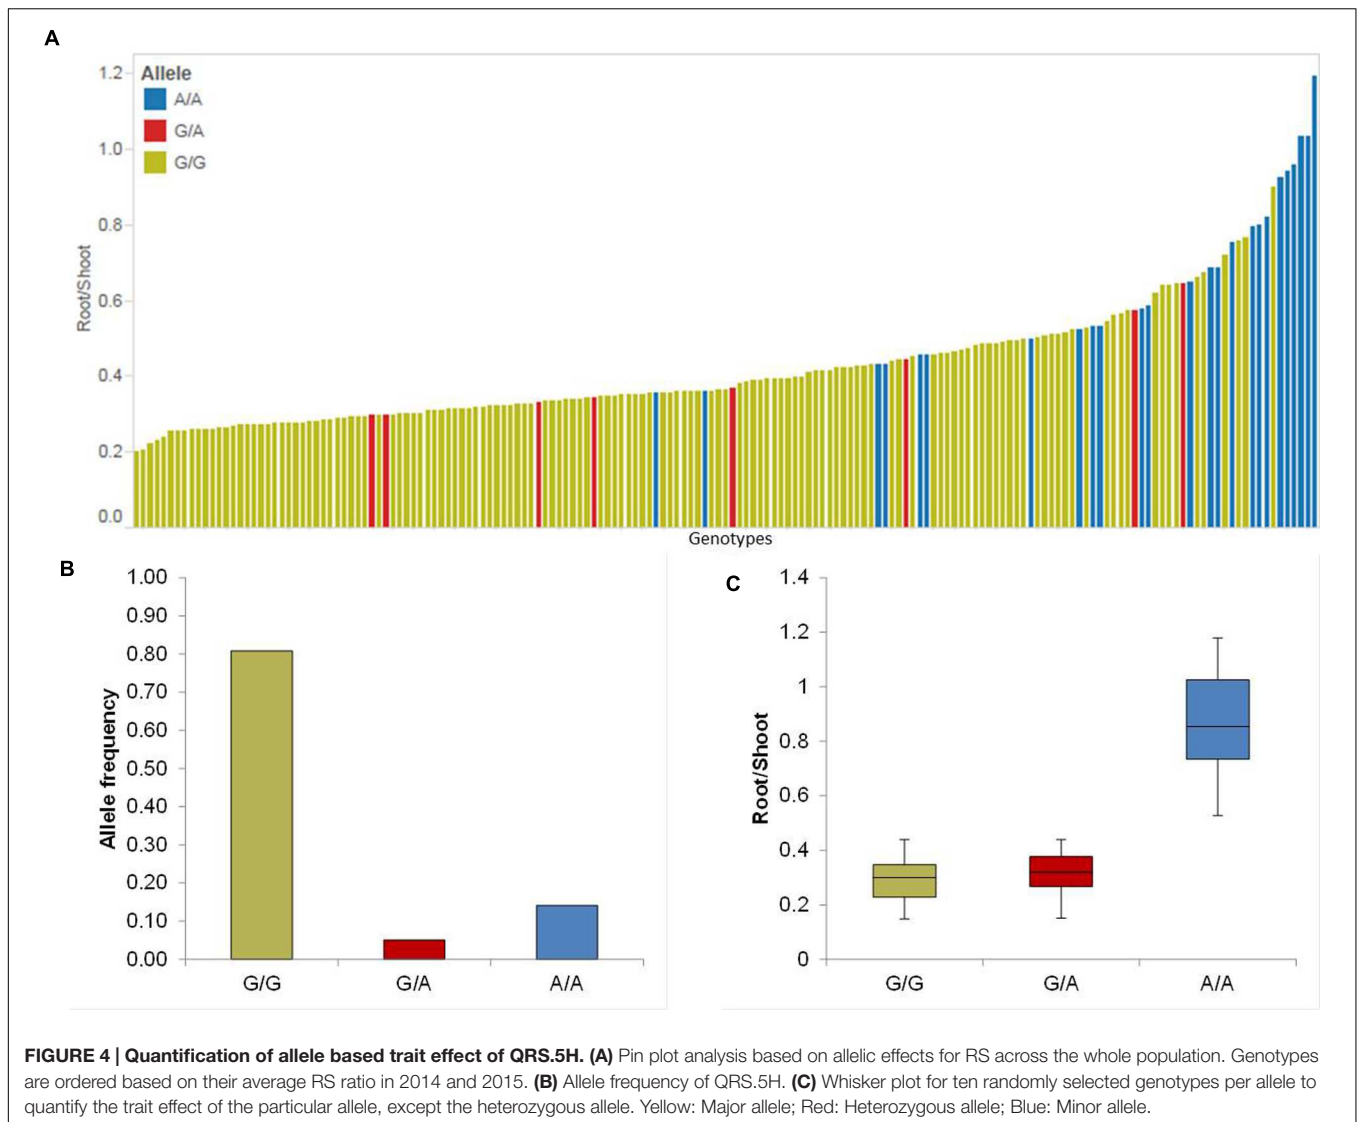 A
Allele
A/A
G/A
G/G
1.2
1.0
0.8
0.6
0.4
0.2
0.0
Root/Shoot
Genotypes
B
1.00
0.90
0.80
0.70
0.60
0.50
0.40
0.30
0.20
0.10
0.00
Allele frequency
G/G
G/A
A/A
C
1.4
1.2
1
0.8
0.6
0.4
0.2
0
Root/Shoot
G/G
G/A
A/A
FIGURE 4 | Quantification of allele based trait effect of QRS.5H. (A) Pin plot analysis based on allelic effects for RS across the whole population. Genotypes
are ordered based on their average RS ratio in 2014 and 2015. (B) Allele frequency of QRS.5H. (C) Whisker plot for ten randomly selected genotypes per allele to
quantify the trait effect of the particular allele, except the heterozygous allele. Yellow: Major allele; Red: Heterozygous allele; Blue: Minor allele.